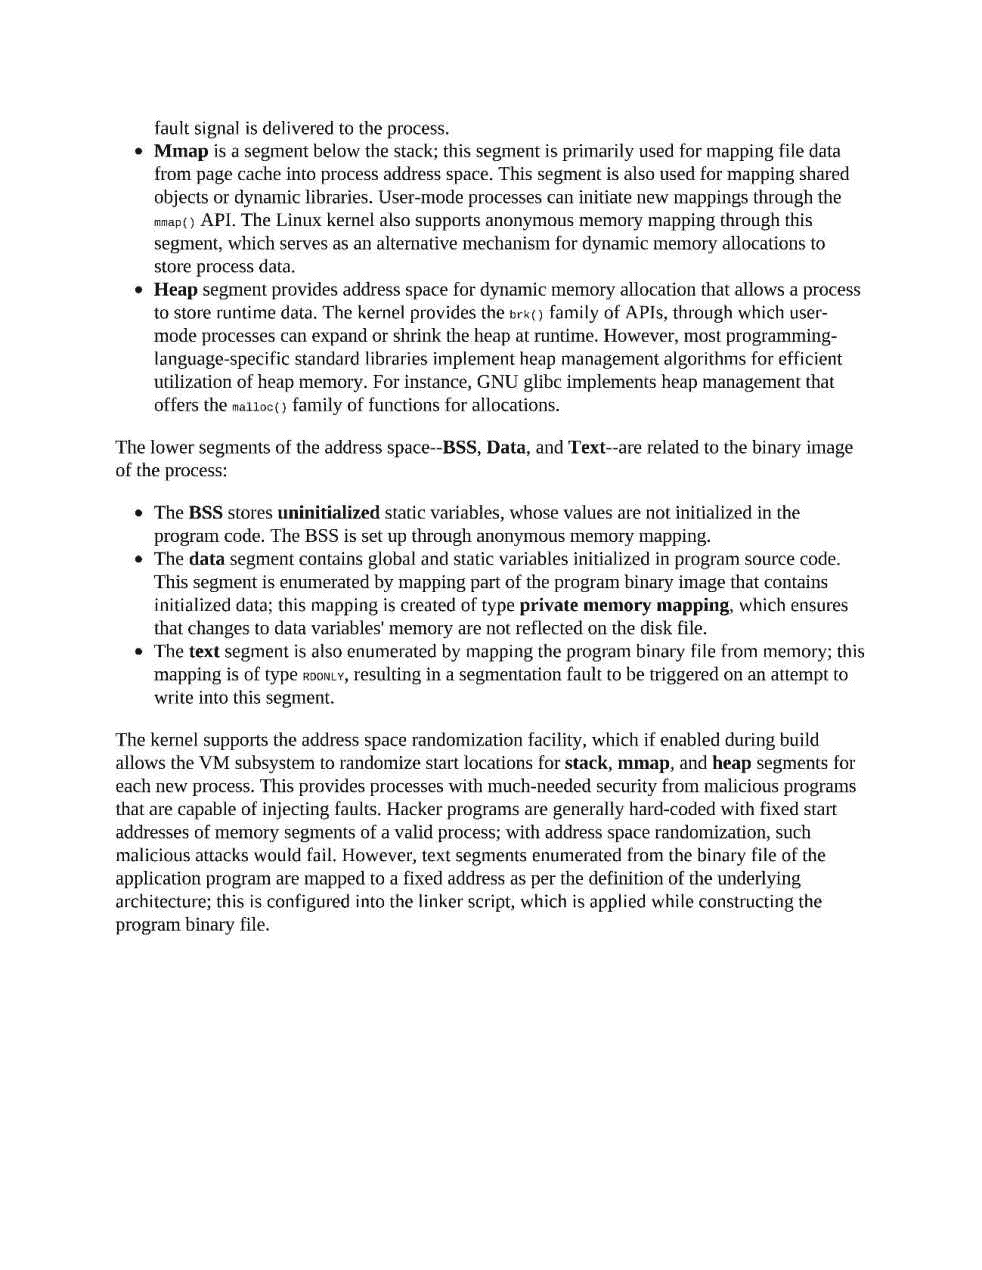 fault signal is delivered to the process.
• Mmap is a segment below the stack; this segment is primarily used for mapping file data
from page cache into process address space. This segment is also used for mapping shared
objects or dynamic libraries. User-mode processes can initiate new mappings through the
mmap() API. The Linux kernel also supports anonymous memory mapping through this
segment, which serves as an alternative mechanism for dynamic memory allocations to
store process data.
• Heap segment provides address space for dynamic memory allocation that allows a process
to store runtime data. The kernel provides the brk() family of APIs, through which user-
mode processes can expand or shrink the heap at runtime. However, most programming-
language-specific standard libraries implement heap management algorithms for efficient
utilization of heap memory. For instance, GNU glibc implements heap management that
offers the malloc() family of functions for allocations.
The lower segments of the address space--BSS, Data, and Text--are related to the binary image
of the process:
• The BSS stores uninitialized static variables, whose values are not initialized in the
program code. The BSS is set up through anonymous memory mapping.
• The data segment contains global and static variables initialized in program source code.
This segment is enumerated by mapping part of the program binary image that contains
initialized data; this mapping is created of type private memory mapping, which ensures
that changes to data variables' memory are not reflected on the disk file.
• The text segment is also enumerated by mapping the program binary file from memory; this
mapping is of type RDONLY, resulting in a segmentation fault to be triggered on an attempt to
write into this segment.
The kernel supports the address space randomization facility, which if enabled during build
allows the VM subsystem to randomize start locations for stack, mmap, and heap segments for
each new process. This provides processes with much-needed security from malicious programs
that are capable of injecting faults. Hacker programs are generally hard-coded with fixed start
addresses of memory segments of a valid process; with address space randomization, such
malicious attacks would fail. However, text segments enumerated from the binary file of the
application program are mapped to a fixed address as per the definition of the underlying
architecture; this is configured into the linker script, which is applied while constructing the
program binary file.